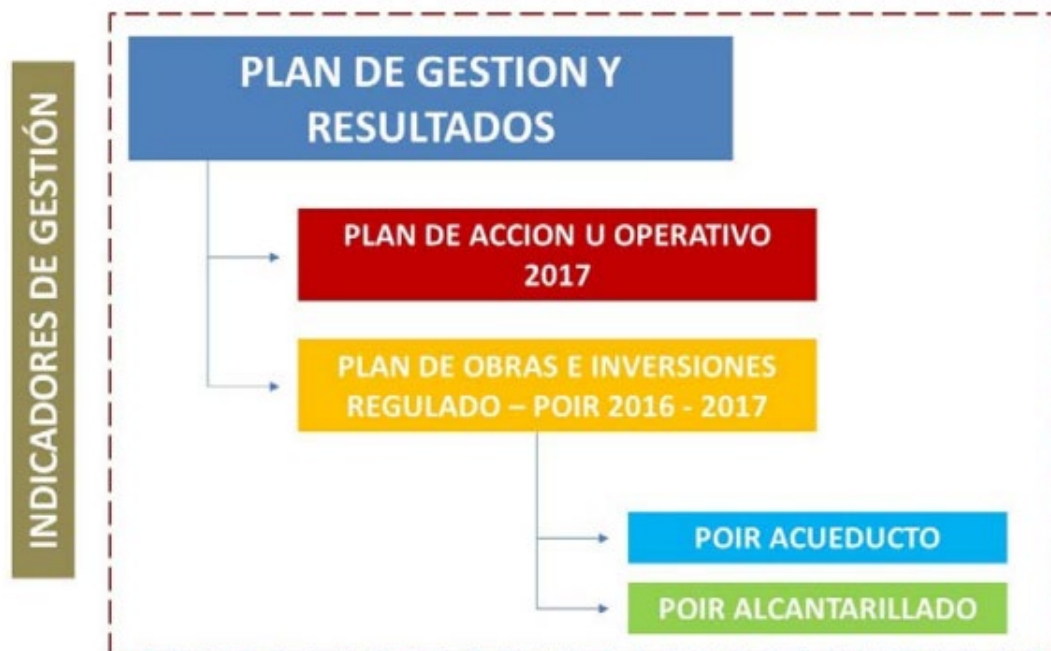 INDICADORES DE GESTIÓN
PLAN DE GESTION Y
RESULTADOS
PLAN DE ACCION U OPERATIVO
2017
PLAN DE OBRAS E INVERSIONES
REGULADO – POIR 2016 - 2017
POIR ACUEDUCTO
POIR ALCANTARILLADO